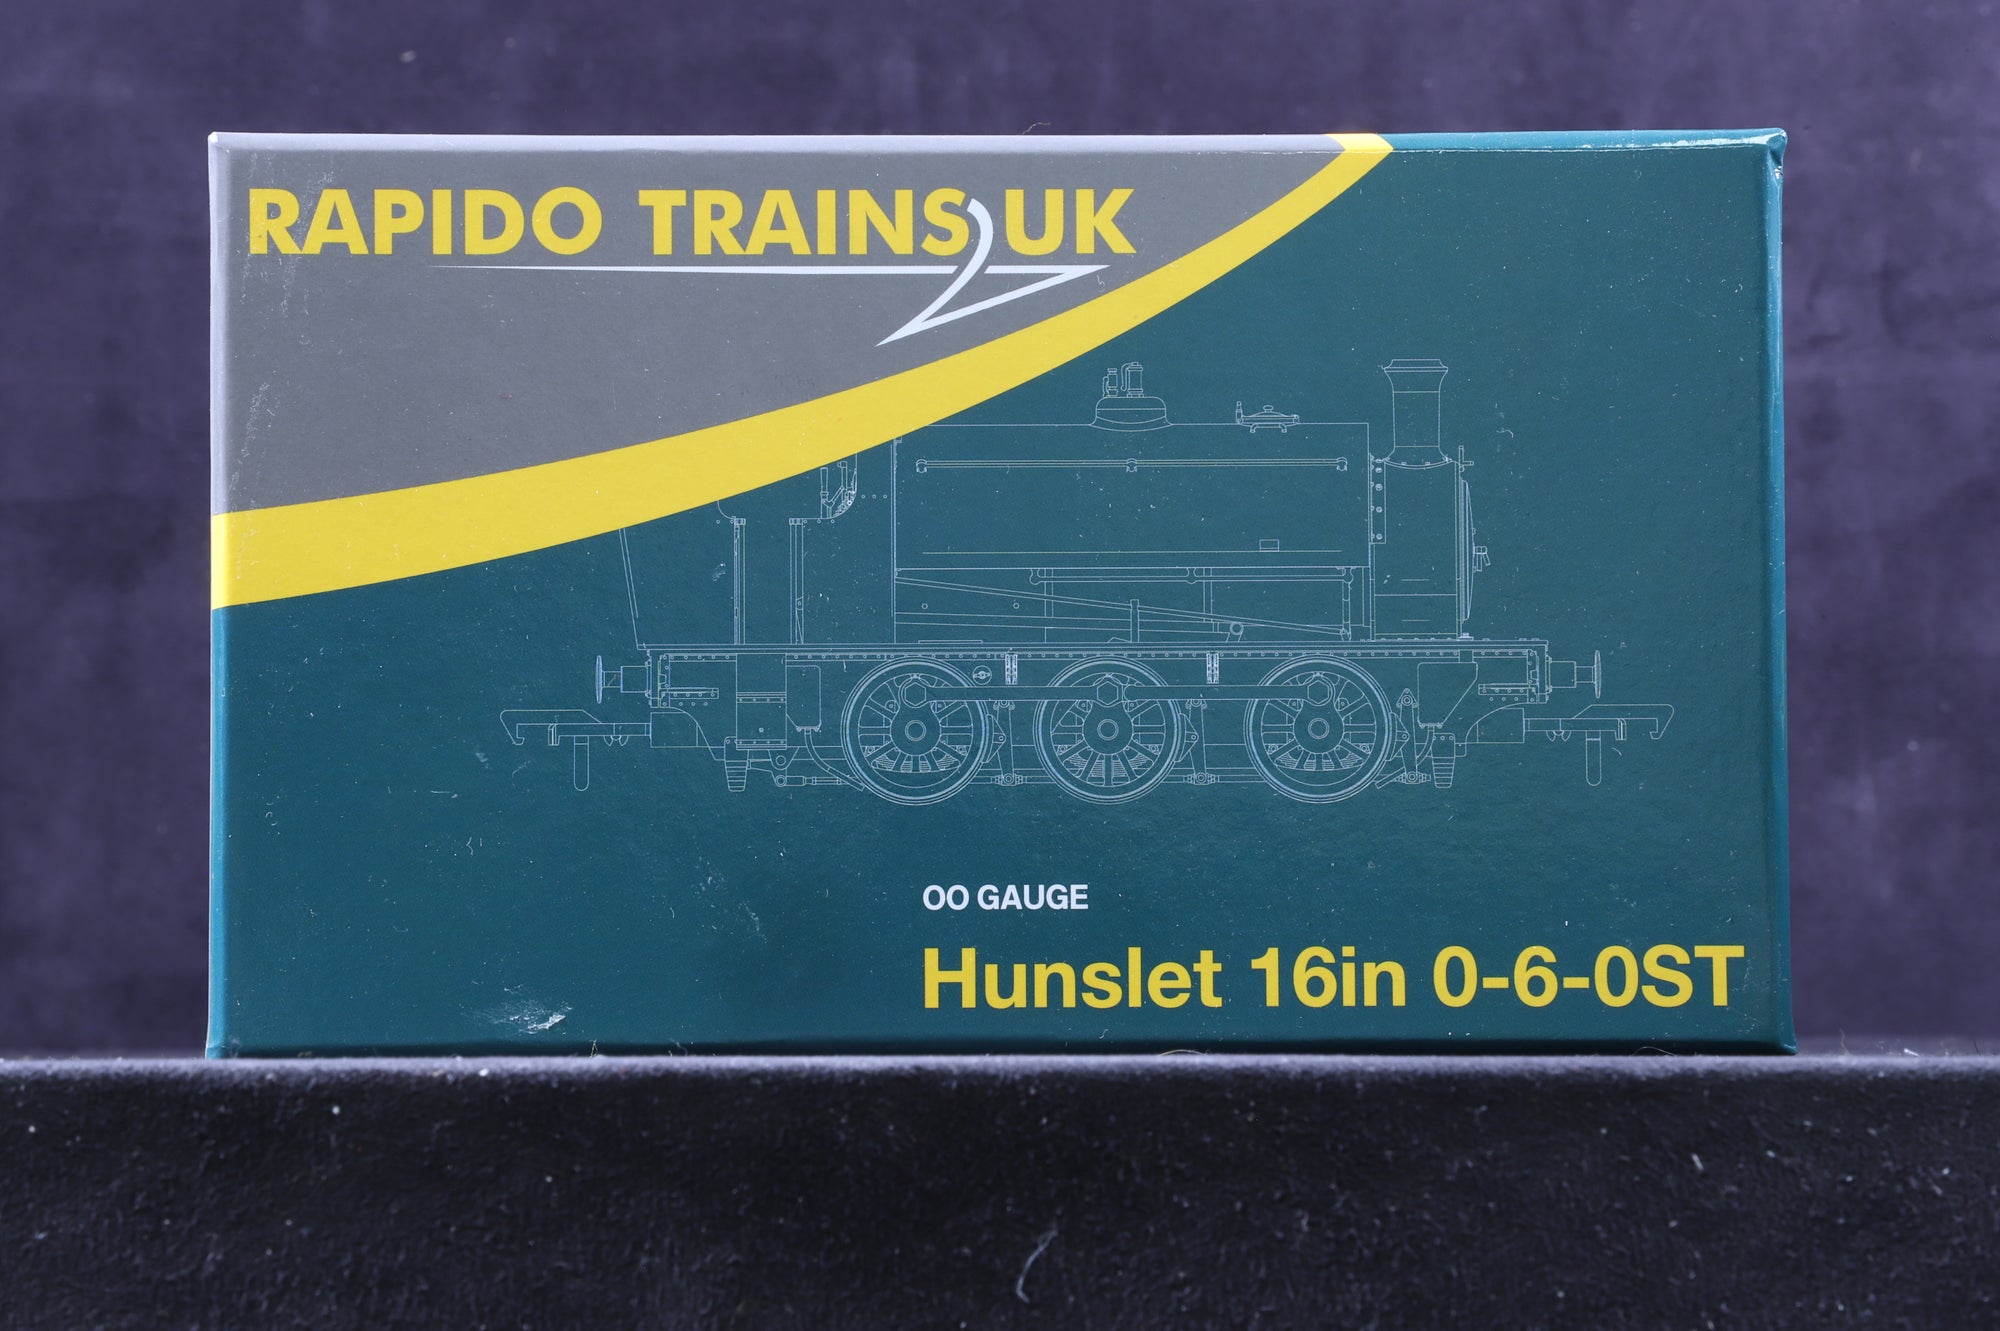 RAPIDO TRAINS UK
OO GAUGE
Hunslet 16in 0-6-0ST